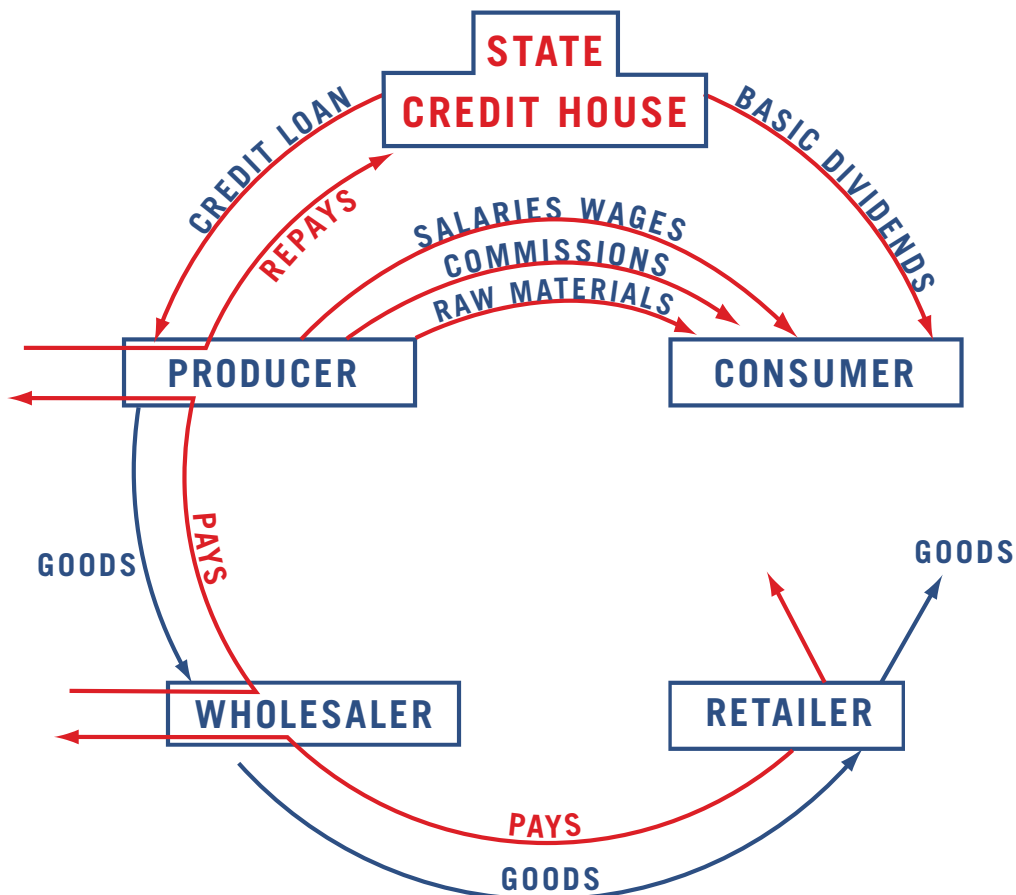 STATE
CREDIT HOUSE
CREDIT LOAN
BASIC DIVIDENDS
REPAYS
SALARIES WAGES
COMMISSIONS
RAW MATERIALS
PRODUCER
CONSUMER
GOODS
PAYS
GOODS
WHOLESALER
RETAILER
PAYS
GOODS